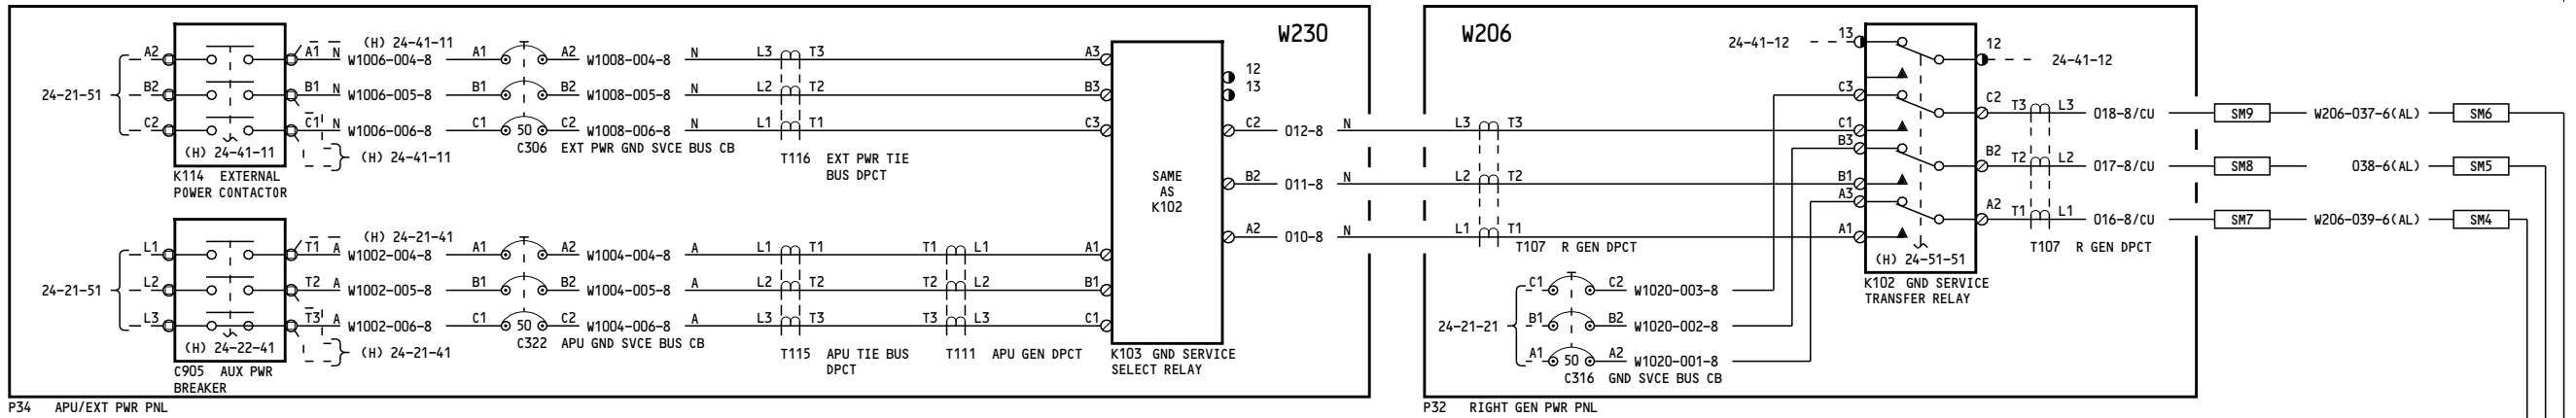 W230
A2 A1 N (H) 24-41-11
W1006-004-8 A1 A2 W1008-004-8 N L3 T3 A3
24-21-51 B2 B1 N W1006-005-8 B1 B2 W1008-005-8 N L2 T2 B3
C2 C1 N W1006-006-8 C1 50 C2 W1008-006-8 N L1 T1 C3
(H) 24-41-11
(H) 24-41-11
C306 EXT PWR GND SVCE BUS CB
T116 EXT PWR TIE
BUS DPCT
K114 EXTERNAL
POWER CONTACTOR
12
13
SAME
AS
K102
C2 012-8 N
B2 011-8 N
A2 010-8 N
L1 T1 A (H) 24-21-41
W1002-004-8 A1 A2 W1004-004-8 A L1 T1 T1 L1 A1
24-21-51 L2 T2 A W1002-005-8 B1 B2 W1004-005-8 A L2 T2 T2 L2 B1
L3 T3 A W1002-006-8 C1 50 C2 W1004-006-8 A L3 T3 T3 L3 C1
(H) 24-22-41
(H) 24-21-41
C322 APU GND SVCE BUS CB
T115 APU TIE BUS
DPCT
T111 APU GEN DPCT
K103 GND SERVICE
SELECT RELAY
C905 AUX PWR
BREAKER
P34 APU/EXT PWR PNL
W206
24-41-12 13 12 24-41-12
C3 C2 T3 L3 018-8/CU SM9 W206-037-6(AL) SM6
L3 T3 C1
B3 B2 T2 L2 017-8/CU SM8 038-6(AL) SM5
L2 T2 B1
A3 A2 T1 L1 016-8/CU SM7 W206-039-6(AL) SM4
L1 T1 A1
T107 R GEN DPCT
T107 R GEN DPCT
(H) 24-51-51
K102 GND SERVICE
TRANSFER RELAY
C1 C2 W1020-003-8
24-21-21 B1 B2 W1020-002-8
A1 50 A2 W1020-001-8
C316 GND SVCE BUS CB
P32 RIGHT GEN PWR PNL